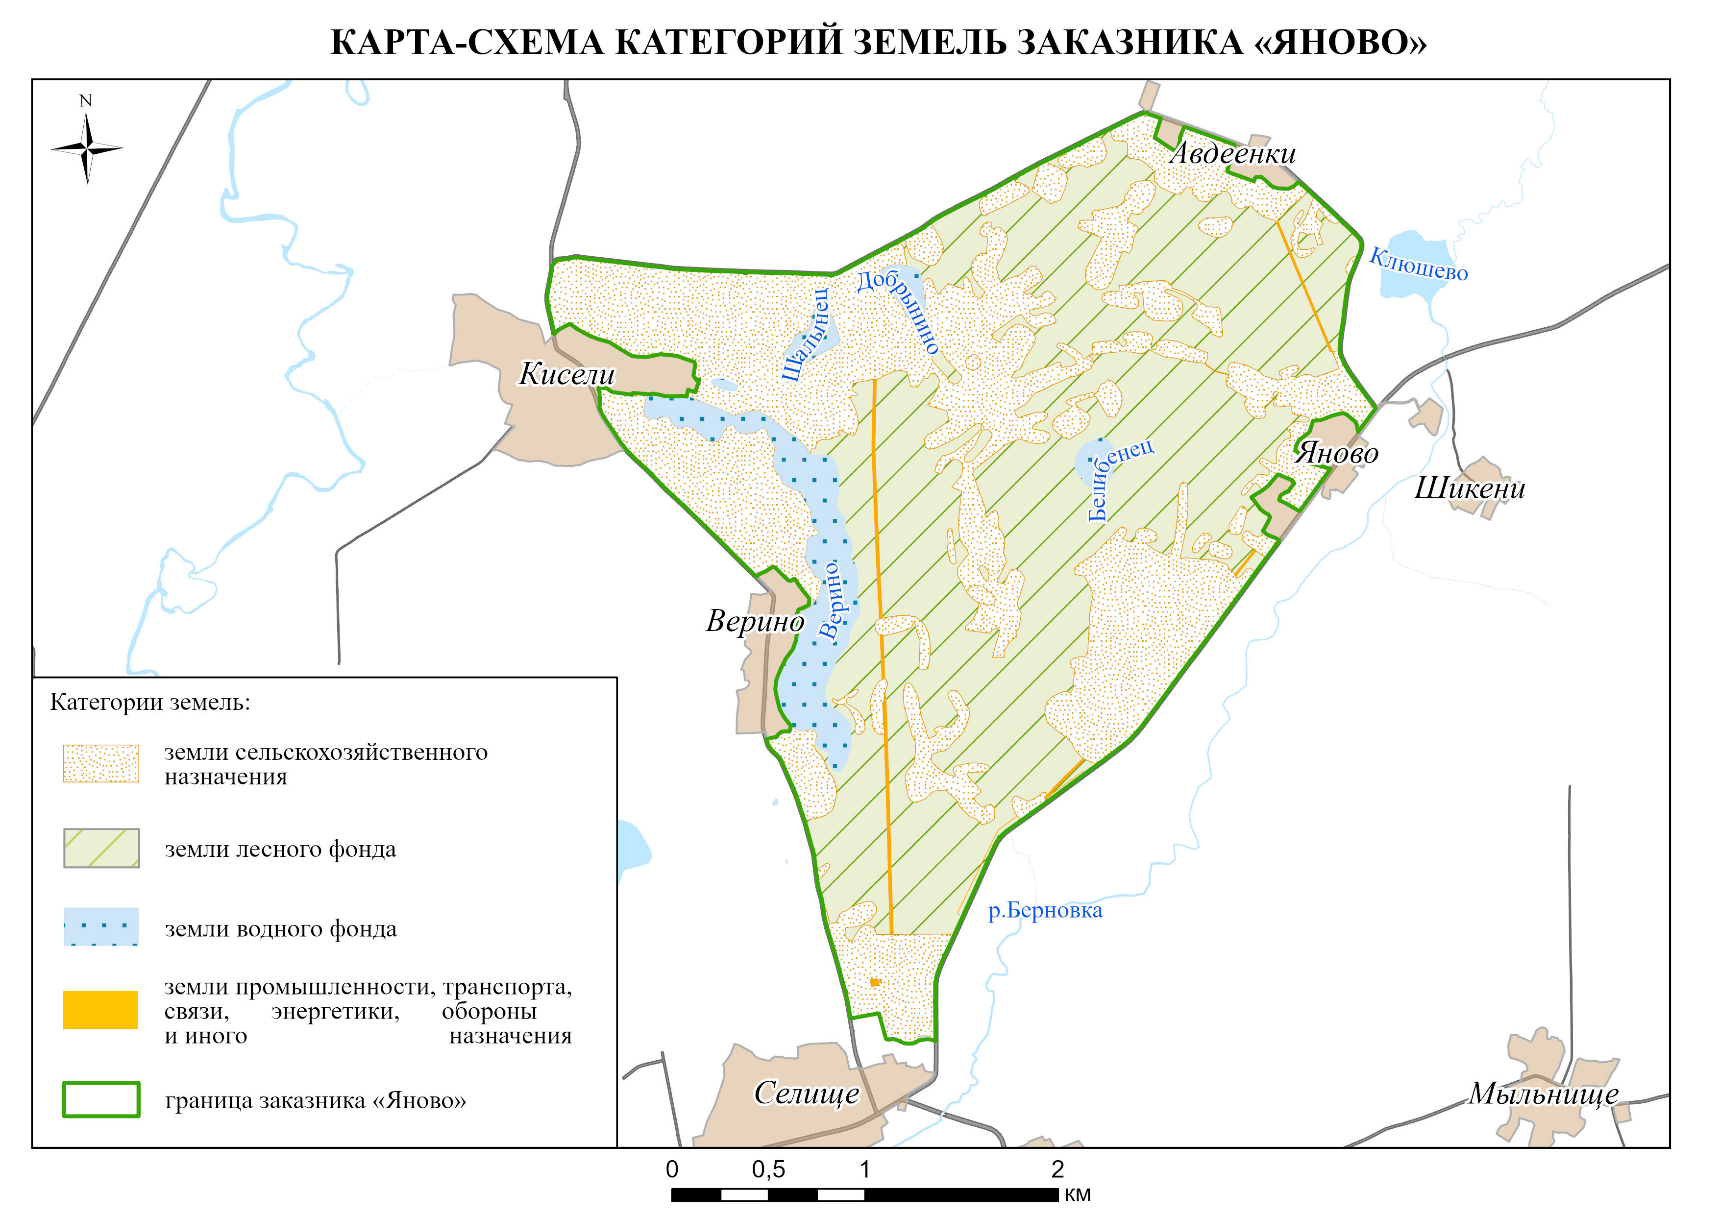 КАРТА-СХЕМА КАТЕГОРИЙ ЗЕМЕЛЬ ЗАКАЗНИКА «ЯНОВО»
N
Авдеенки
Клюшево
Добрынино
Шалынец
Кисели
Белибенец
Яново
Шикени
Верино
Верино
р.Берновка
Селище
Мыльнище
Категории земель:
земли сельскохозяйственного
назначения
земли лесного фонда
земли водного фонда
земли промышленности, транспорта,
связи, энергетики, обороны
и иного назначения
граница заказника «Яново»
0 0,5 1 2
км